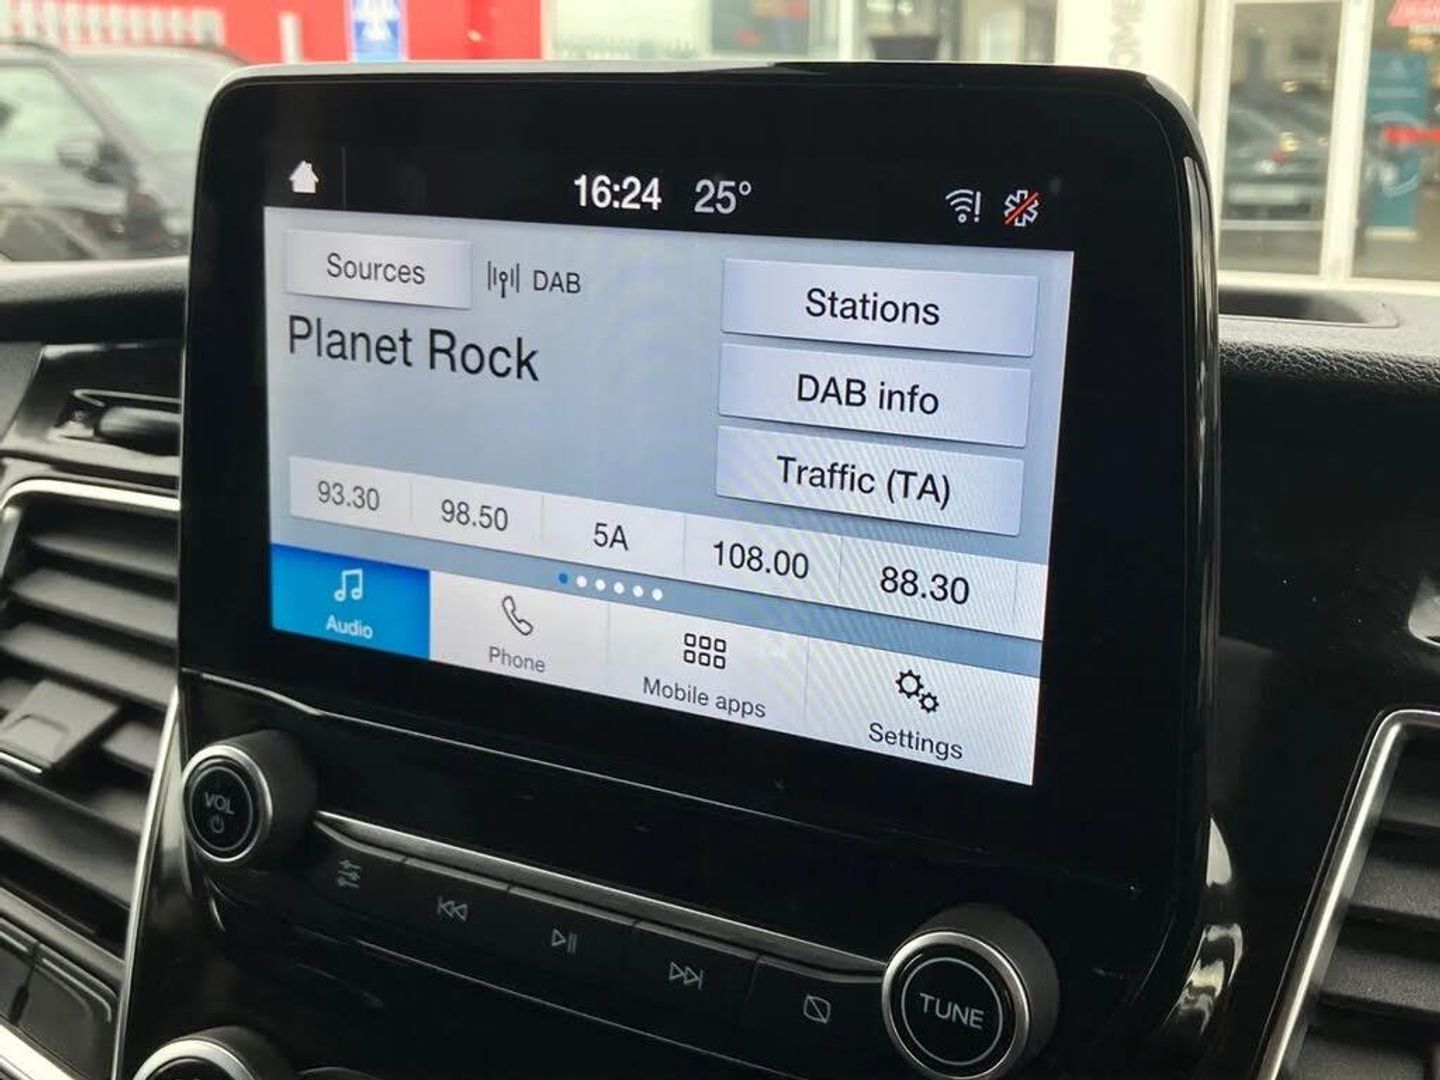 16:24 25°
Sources DAB
Stations
Planet Rock
DAB info
Traffic (TA)
93.30 98.50 5A 108.00 88.30
Audio
Phone
Mobile apps
Settings
VOL
TUNE